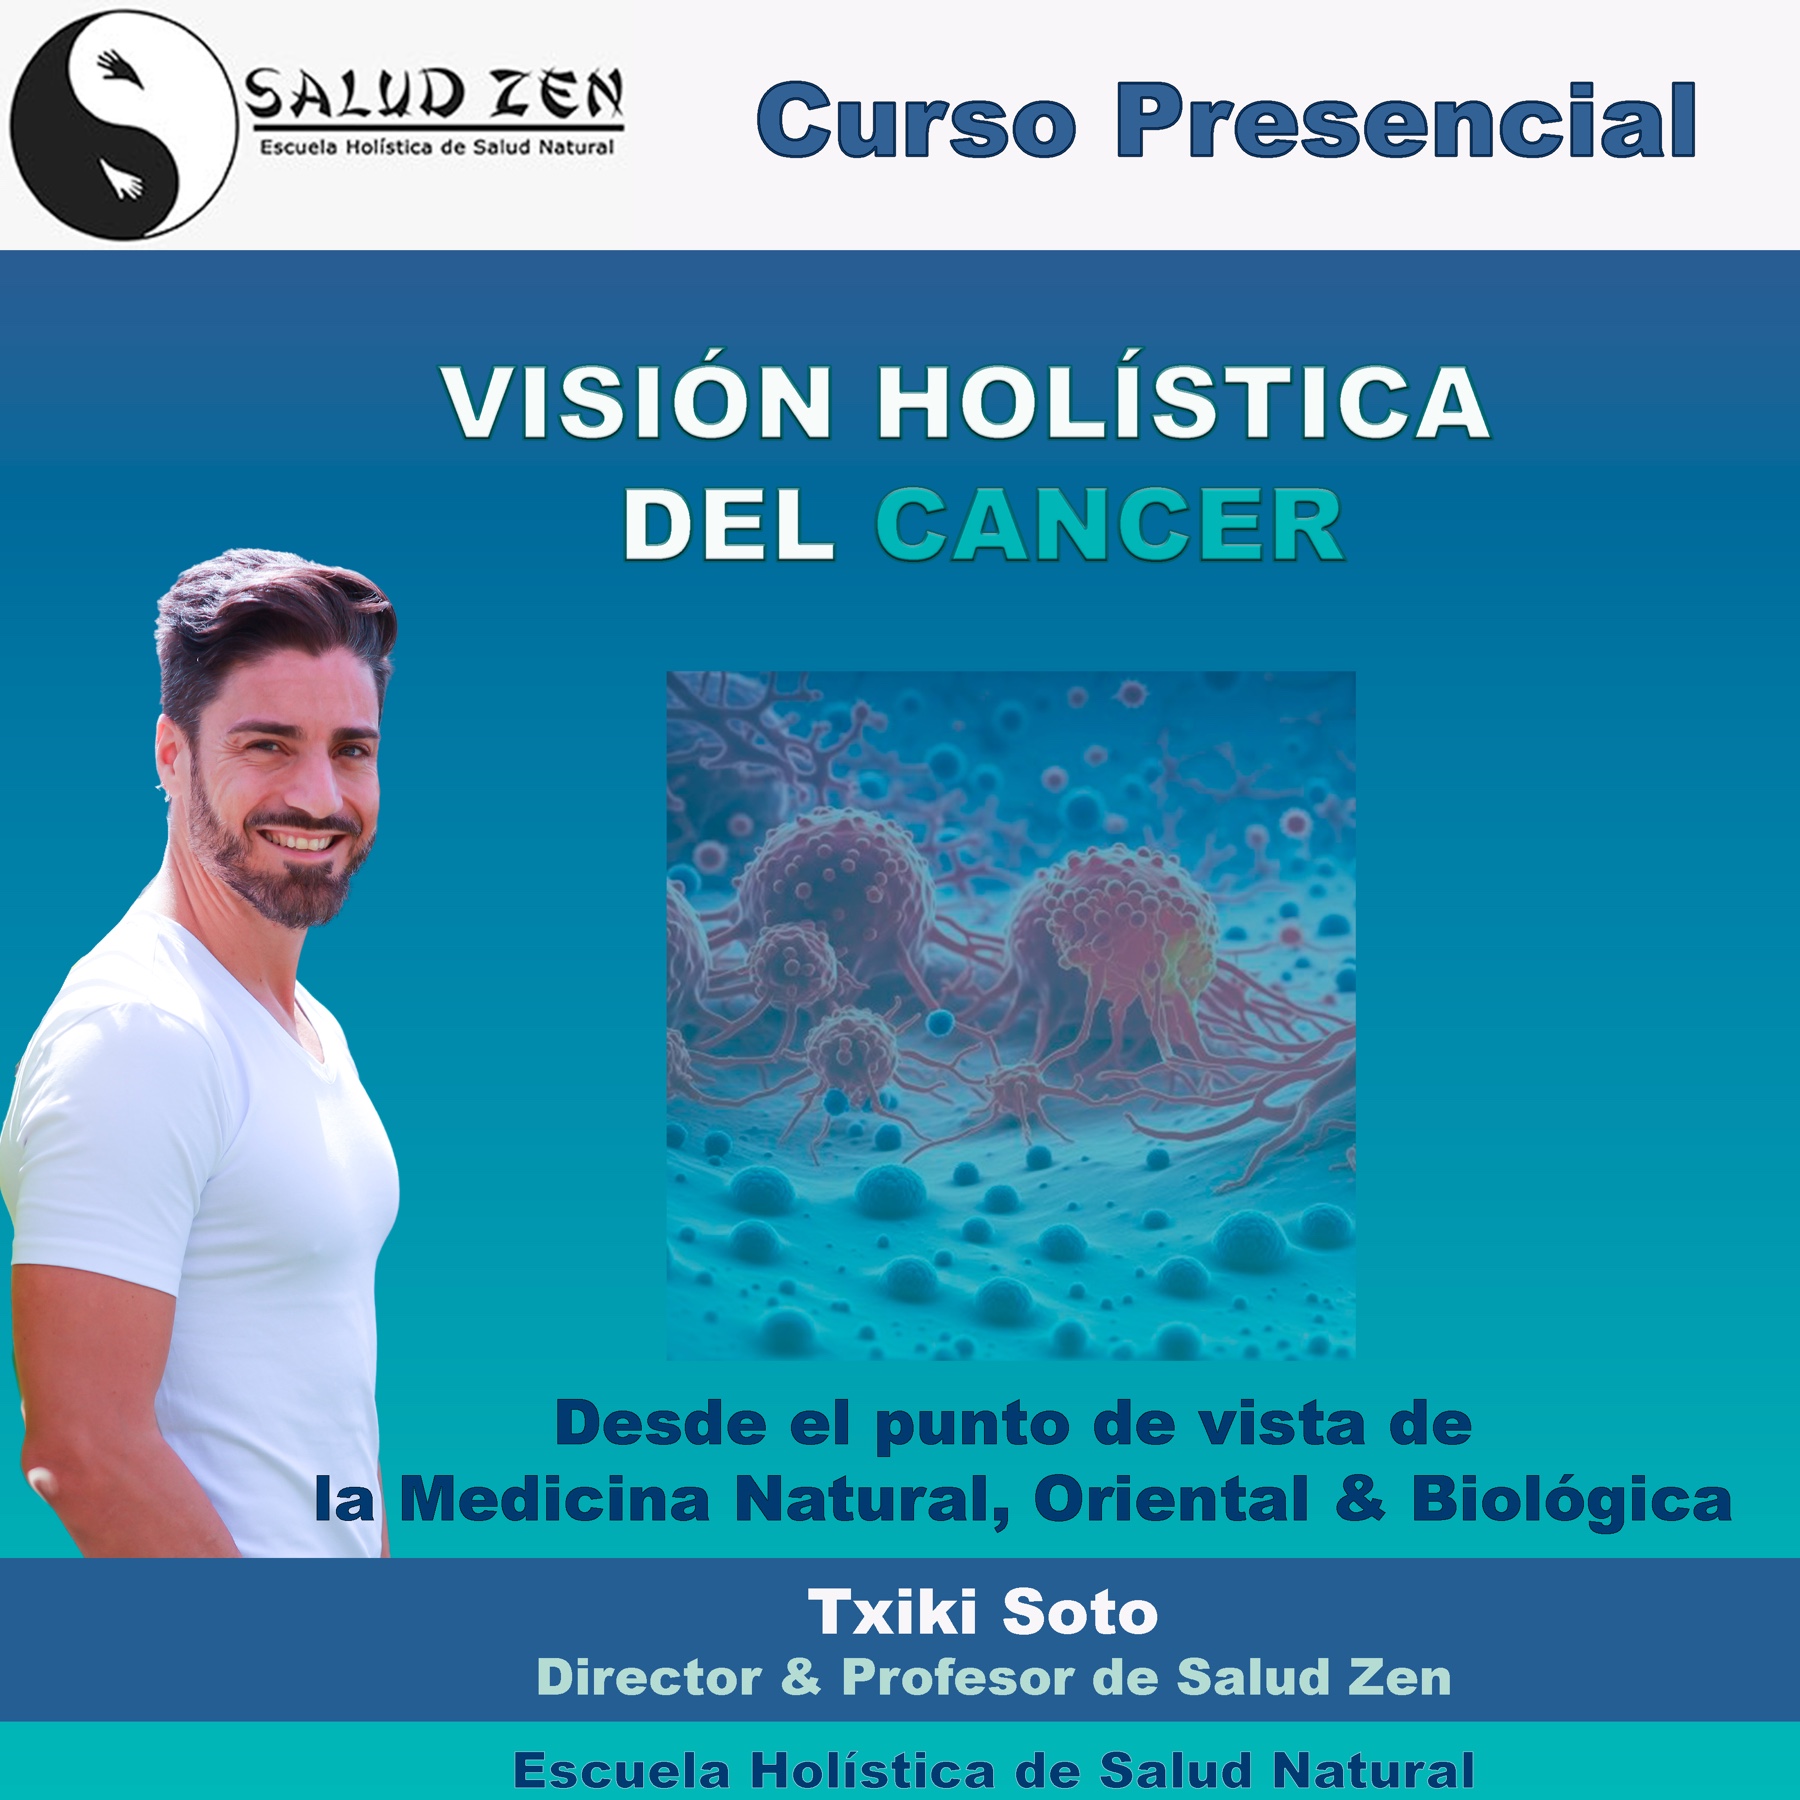 SALUD ZEN
Escuela Holística de Salud Natural
Curso Presencial
VISIÓN HOLÍSTICA
DEL CANCER
Desde el punto de vista de
la Medicina Natural, Oriental & Biológica
Txiki Soto
Director & Profesor de Salud Zen
Escuela Holística de Salud Natural